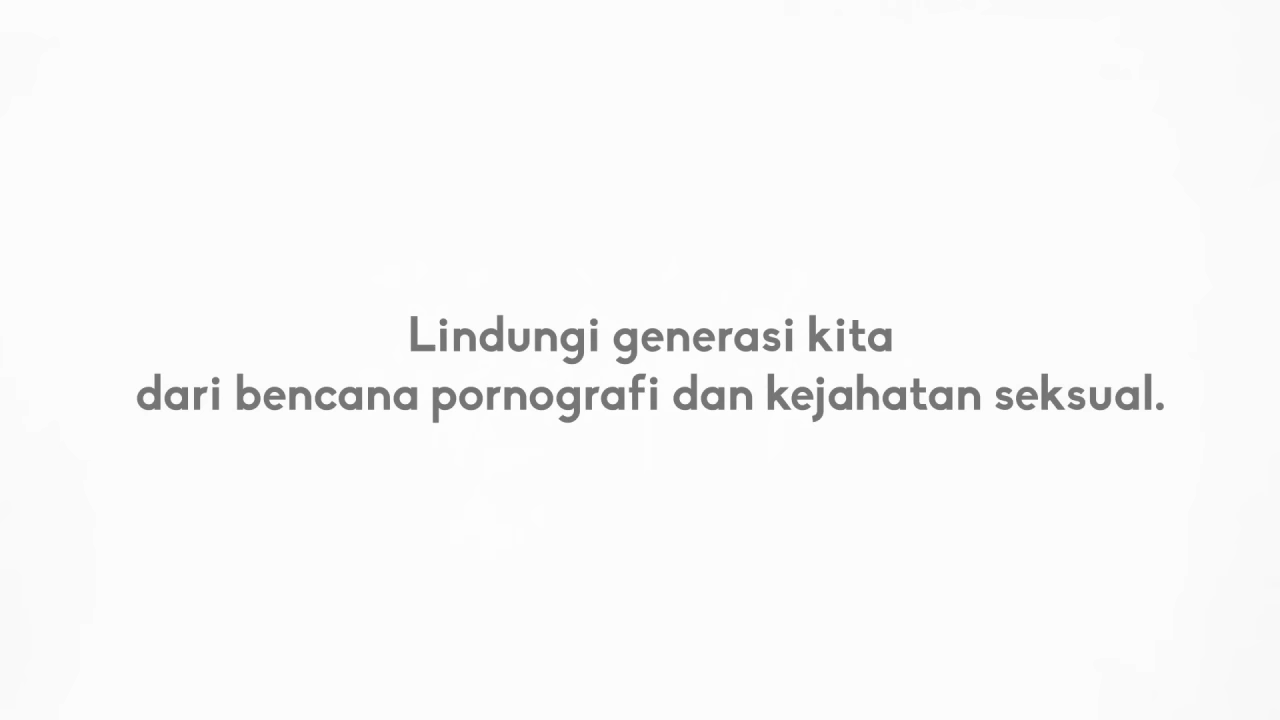 Lindungi generasi kita
dari bencana pornografi dan kejahatan seksual.